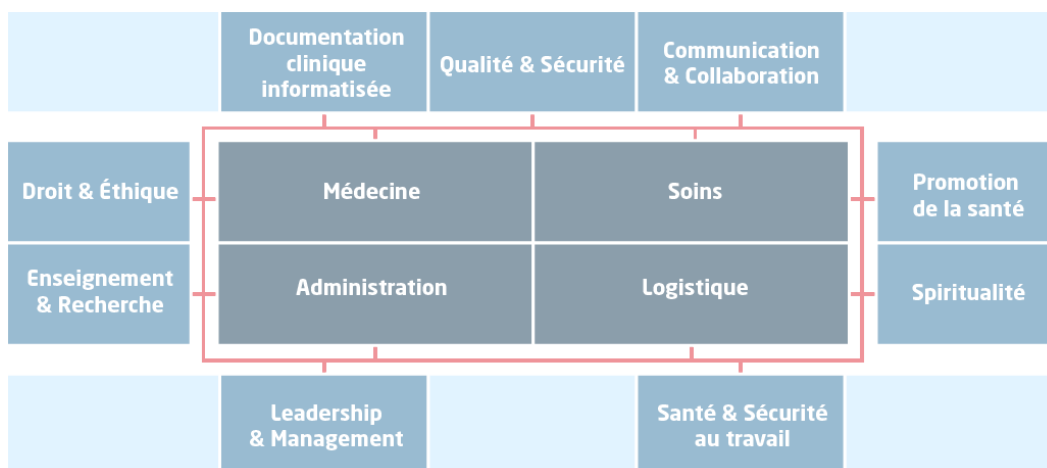 Documentation
clinique
informatisée
Qualité & Sécurité
Communication
& Collaboration
Droit & Éthique
Médecine
Soins
Promotion
de la santé
Enseignement
& Recherche
Administration
Logistique
Spiritualité
Leadership
& Management
Santé & Sécurité
au travail